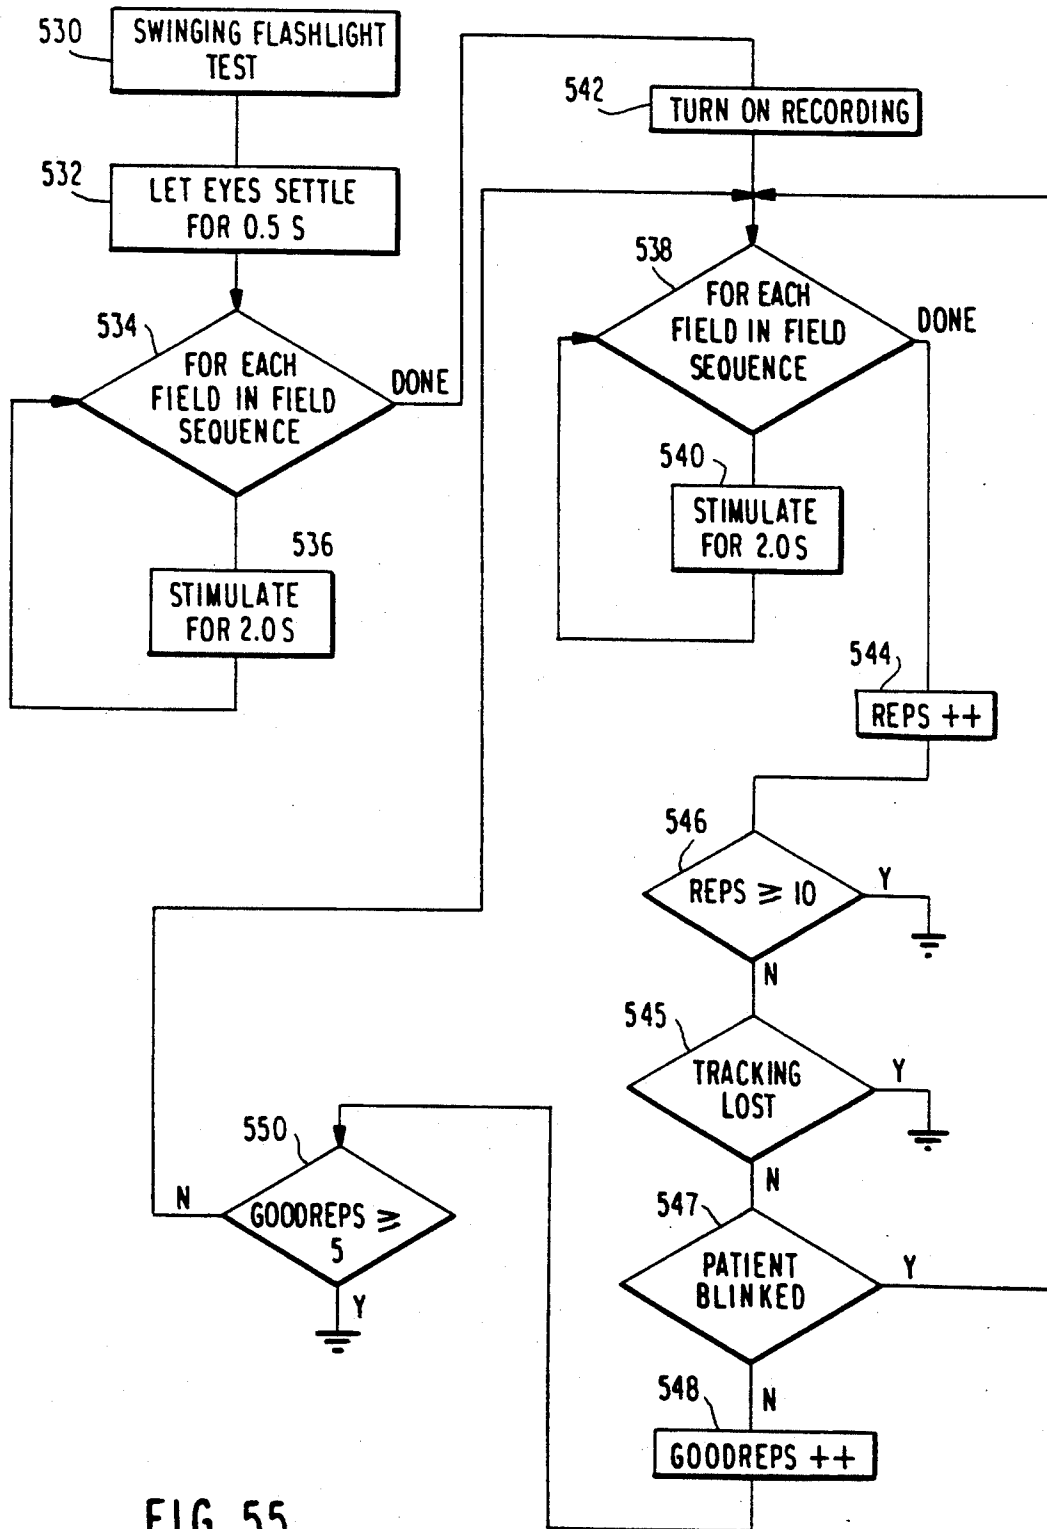 530
SWINGING FLASHLIGHT
TEST
532
LET EYES SETTLE
FOR 0.5 S
534
FOR EACH
FIELD IN FIELD
SEQUENCE
DONE
536
STIMULATE
FOR 2.0 S
542
TURN ON RECORDING
538
FOR EACH
FIELD IN FIELD
SEQUENCE
DONE
540
STIMULATE
FOR 2.0 S
544
REPS ++
546
REPS ≥ 10
Y
N
545
TRACKING
LOST
Y
N
547
PATIENT
BLINKED
Y
N
548
GOODREPS ++
550
GOODREPS ≥
5
N
Y
FIG. 55